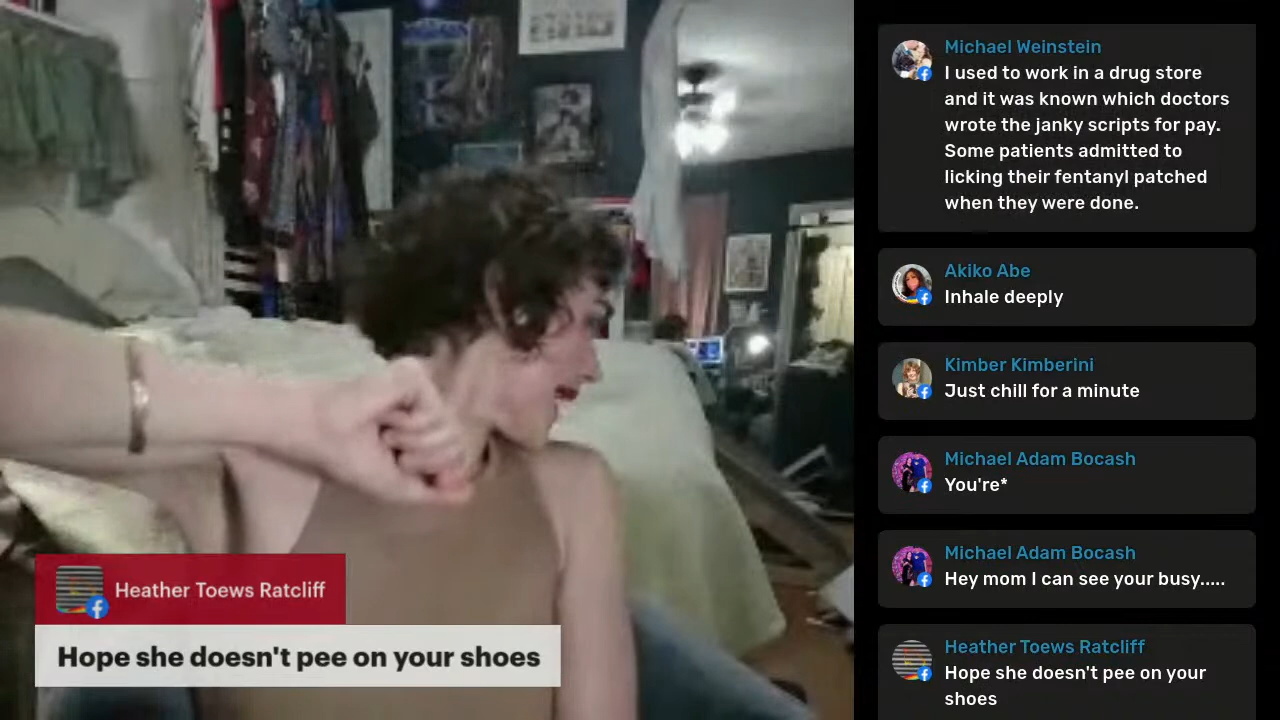 Michael Weinstein
I used to work in a drug store
and it was known which doctors
wrote the janky scripts for pay.
Some patients admitted to
licking their fentanyl patched
when they were done.
Akiko Abe
Inhale deeply
Kimber Kimberini
Just chill for a minute
Michael Adam Bocash
You're*
Michael Adam Bocash
Hey mom I can see your busy.....
Heather Toews Ratcliff
Hope she doesn't pee on your
shoes
Heather Toews Ratcliff
Hope she doesn't pee on your shoes